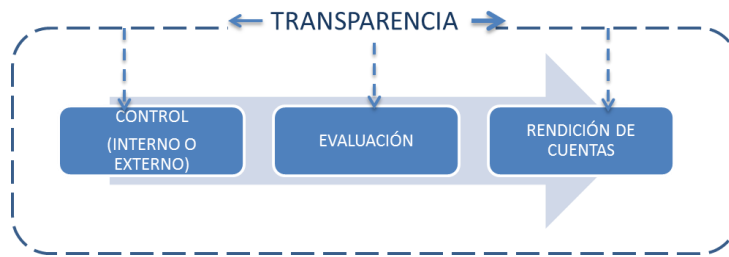 TRANSPARENCIA
CONTROL
(INTERNO O
EXTERNO)
EVALUACIÓN
RENDICIÓN DE
CUENTAS